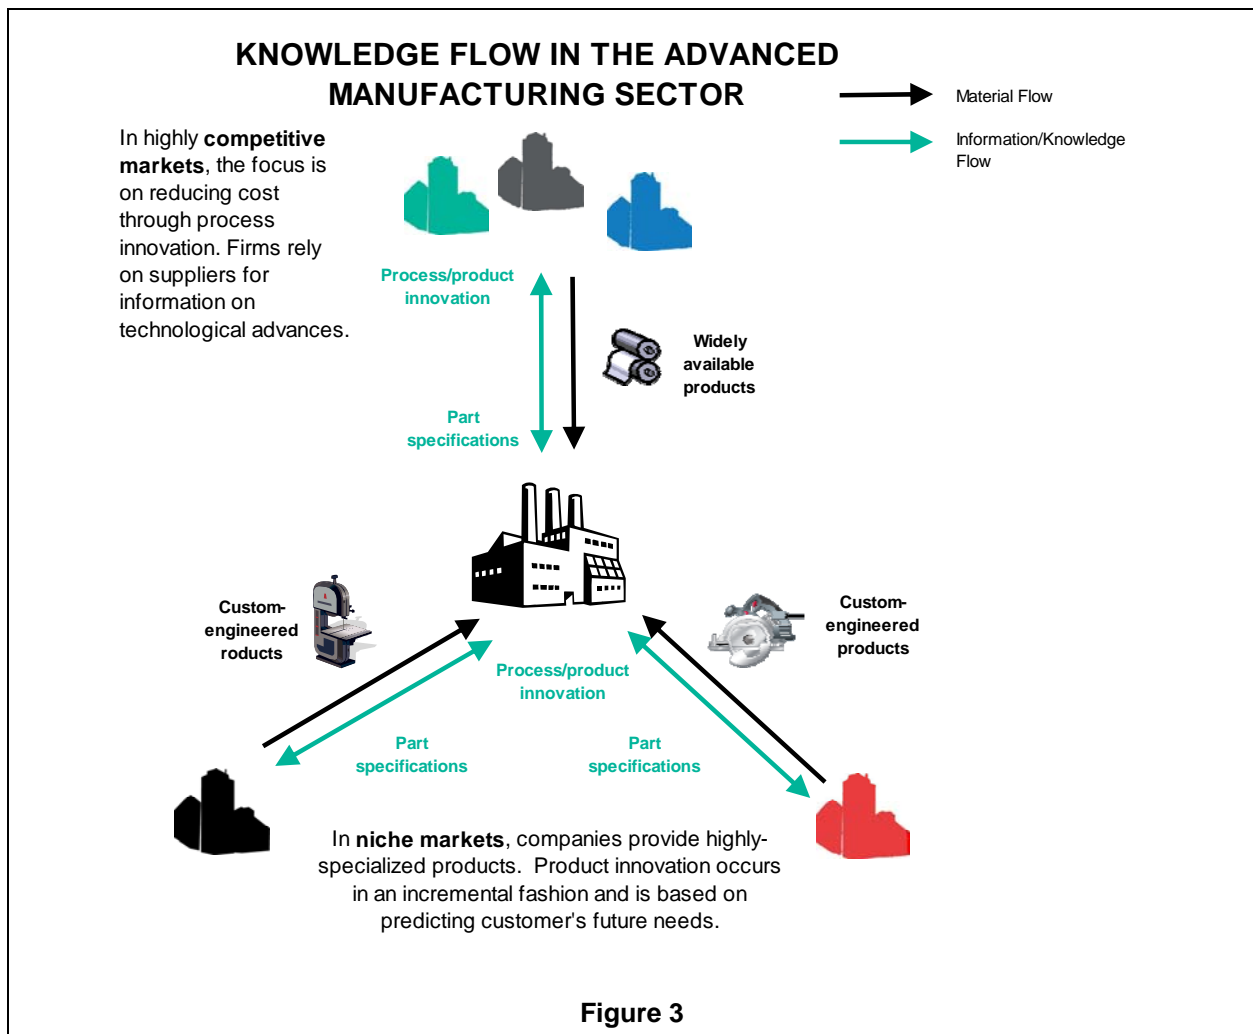 KNOWLEDGE FLOW IN THE ADVANCED
MANUFACTURING SECTOR
Material Flow
Information/Knowledge
Flow
In highly competitive
markets, the focus is
on reducing cost
through process
innovation. Firms rely
on suppliers for
information on
technological advances.
Process/product
innovation
Widely
available
products
Part
specifications
Custom-
engineered
roducts
Custom-
engineered
products
Process/product
innovation
Part
specifications
Part
specifications
In niche markets, companies provide highly-
specialized products.  Product innovation occurs
in an incremental fashion and is based on
predicting customer's future needs.
Figure 3